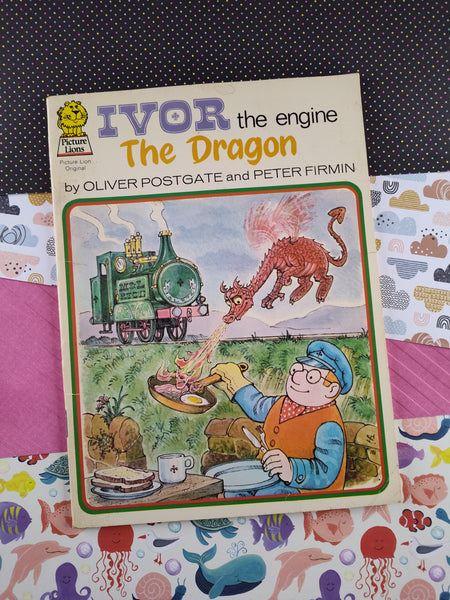 IVOR the engine
The Dragon
by OLIVER POSTGATE and PETER FIRMIN
Picture
Lions
Picture Lion
Original